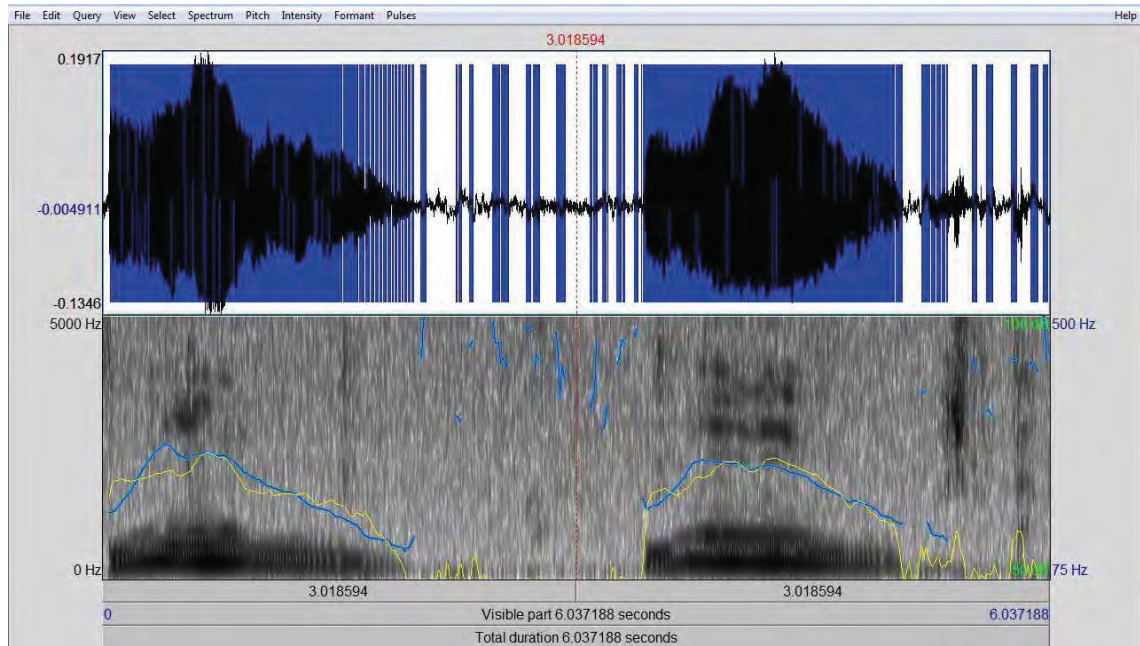 File Edit Query View Select Spectrum Pitch Intensity Formant Pulses Help
3.018594
0.1917
-0.004911
-0.1346
5000 Hz
500 Hz
0 Hz
75 Hz
3.018594 3.018594
0 Visible part 6.037188 seconds 6.037188
Total duration 6.037188 seconds